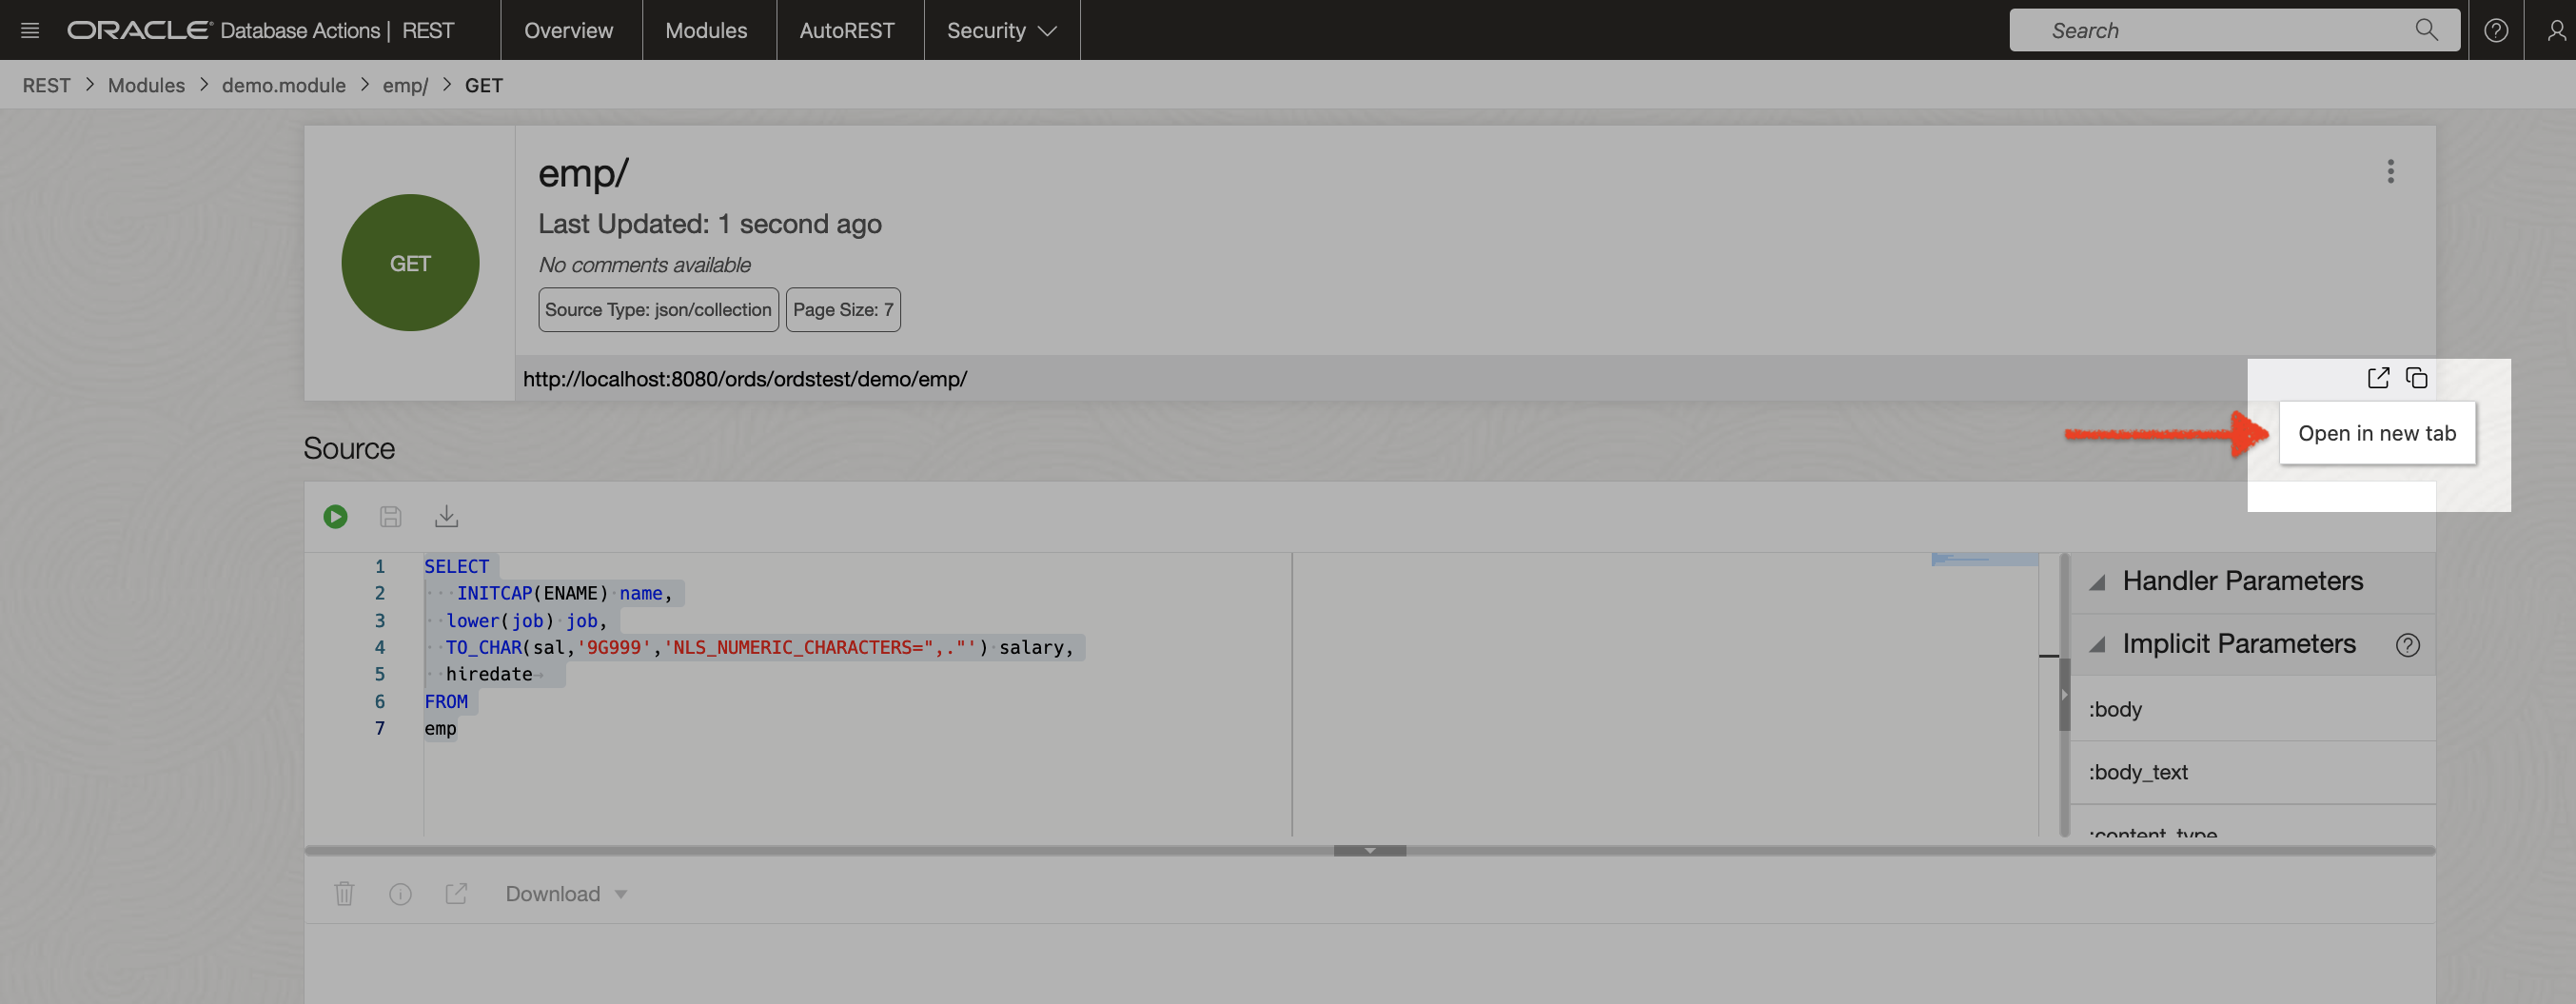 ORACLE Database Actions | REST Overview Modules AutoREST Security Search
REST > Modules > demo.module > emp/ > GET
GET
emp/
Last Updated: 1 second ago
No comments available
Source Type: json/collection Page Size: 7
http://localhost:8080/ords/ordstest/demo/emp/
Open in new tab
Source
1 SELECT
2 INITCAP(ENAME) name,
3 lower(job) job,
4 TO_CHAR(sal,'9G999','NLS_NUMERIC_CHARACTERS=",."') salary,
5 hiredate
6 FROM
7 emp
Handler Parameters
Implicit Parameters
:body
:body_text
:content_type
Download